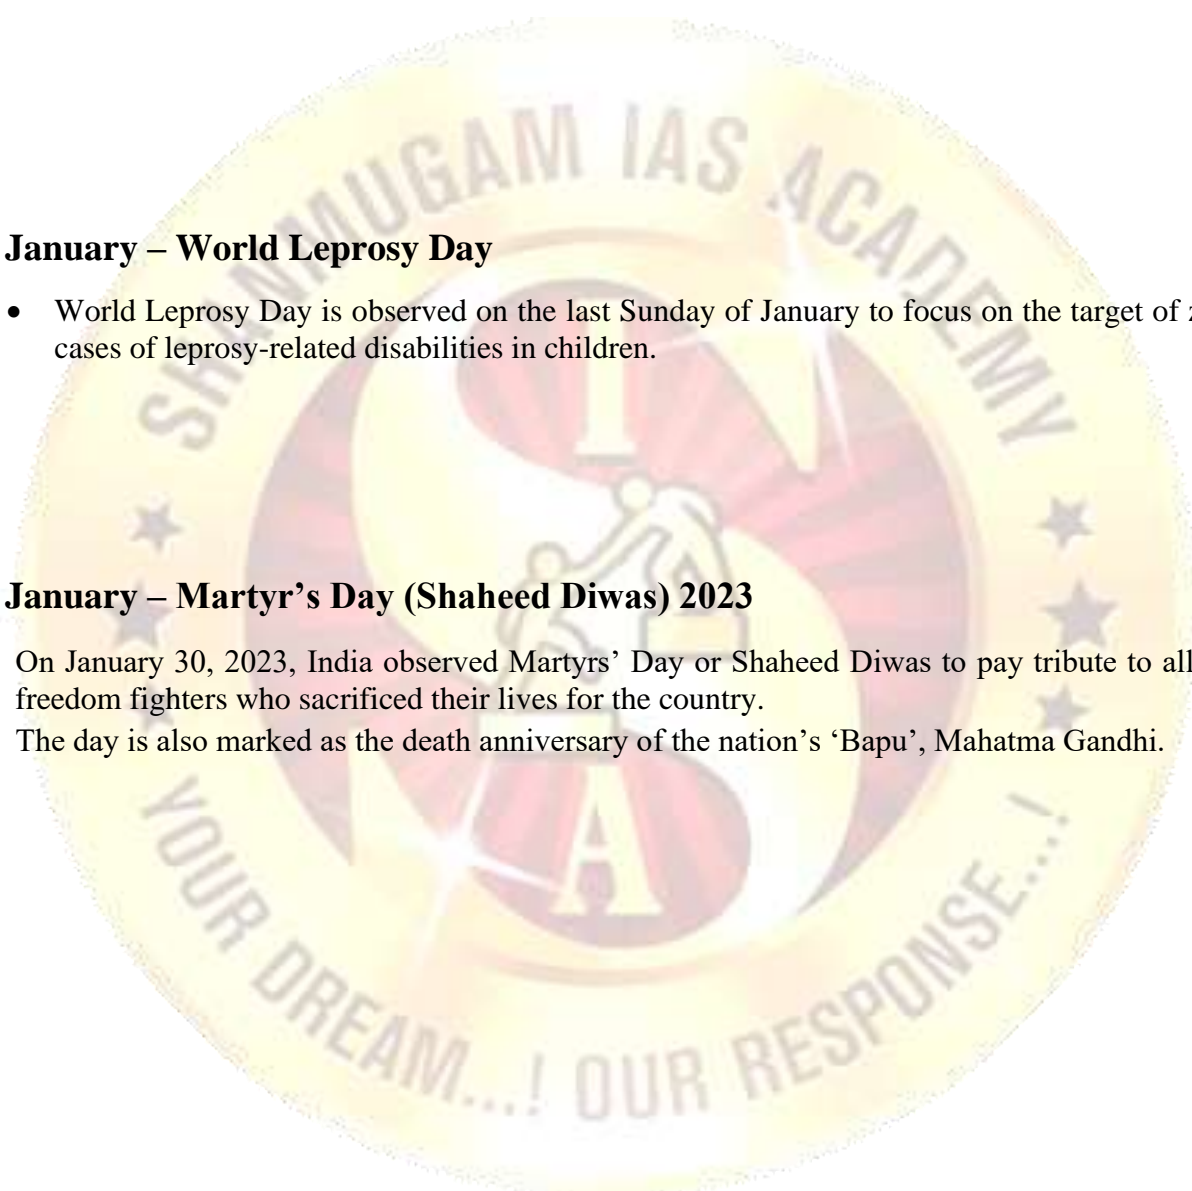 SHANMUGAM IAS ACADEMY
January – World Leprosy Day
• World Leprosy Day is observed on the last Sunday of January to focus on the target of
cases of leprosy-related disabilities in children.
I
January – Martyr’s Day (Shaheed Diwas) 2023
On January 30, 2023, India observed Martyrs’ Day or Shaheed Diwas to pay tribute to all
freedom fighters who sacrificed their lives for the country.
The day is also marked as the death anniversary of the nation’s ‘Bapu’, Mahatma Gandhi.
A
YOUR DREAM...! OUR RESPONSE...!